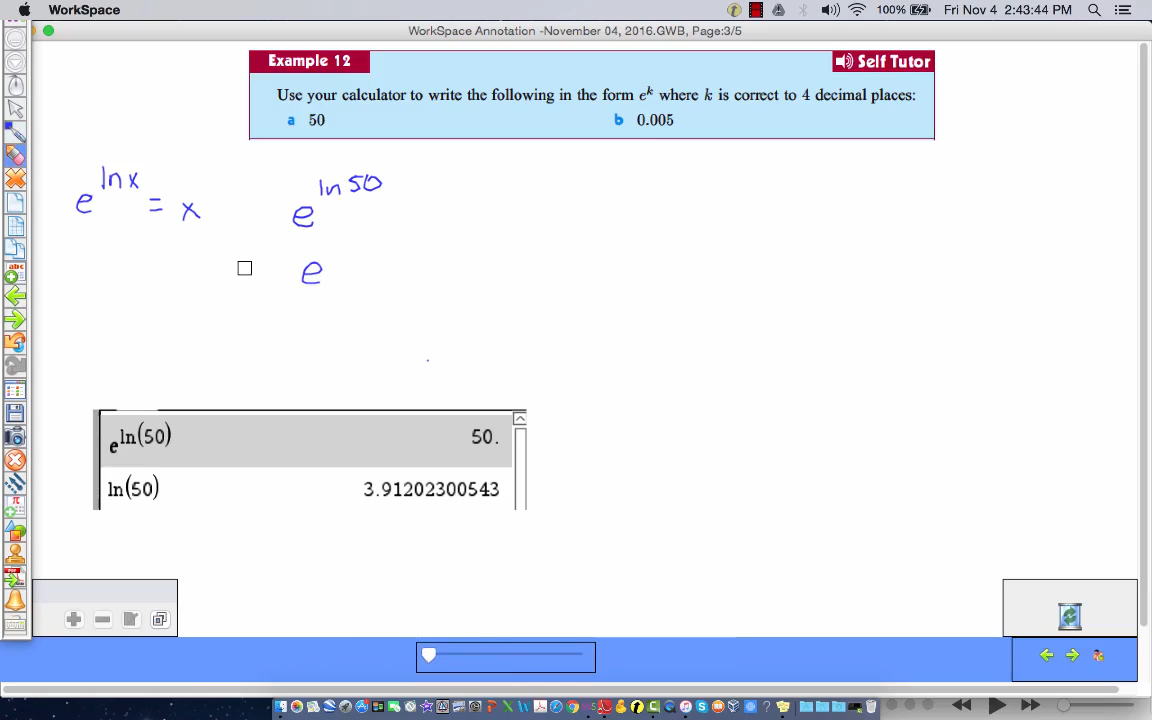 WorkSpace
100% Fri Nov 4 2:43:44 PM
WorkSpace Annotation -November 04, 2016.GWB, Page:3/5
Example 12 Self Tutor
Use your calculator to write the following in the form e^k where k is correct to 4 decimal places:
a 50 b 0.005
e^ln x = x e^ln 50
e
e^ln(50) 50.
ln(50) 3.91202300543